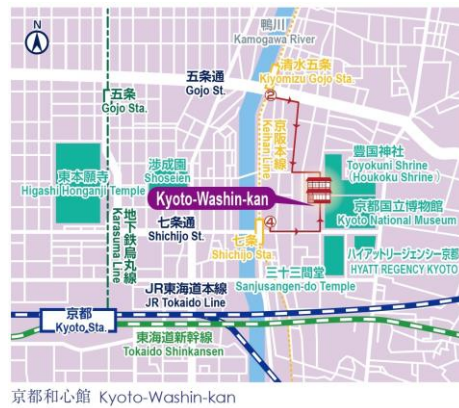 N
鴨川
Kamogawa River
清水五条
Kiyomizu Gojo Sta.
②
五条通
Gojo St.
五条
Gojo Sta.
京阪本線
Keihan Line
豊国神社
Toyokuni Shrine
(Houkoku Shrine)
東本願寺
Higashi Honganji Temple
渉成園
Shoseien
Kyoto-Washin-kan
京都国立博物館
Kyoto National Museum
地下鉄烏丸線
Karasuma Line
七条通
Shichijo St.
④
七条
Shichijo Sta.
ハイアットリージェンシー京都
HYATT REGENCY KYOTO
三十三間堂
Sanjusangen-do Temple
JR東海道本線
JR Tokaido Line
京都
Kyoto Sta.
東海道新幹線
Tokaido Shinkansen
京都和心館 Kyoto-Washin-kan